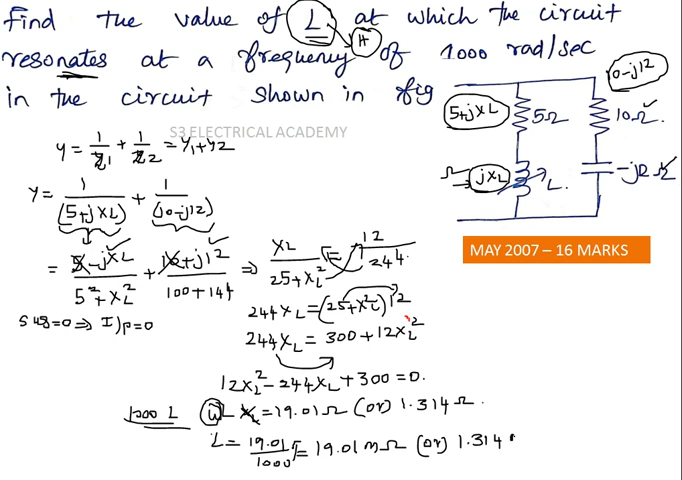 Find the value of L at which the circuit
H
resonates at a frequency of 1000 rad/sec
in the circuit shown in fig
S3 ELECTRICAL ACADEMY
10-j12
5+jXL
5Ω
10Ω
jXL
L
-j12Ω
MAY 2007 – 16 MARKS
y = 1/Z1 + 1/Z2 = Y1+Y2
Y = 1/(5+jXL) + 1/(10-j12)
= 5-jXL/5²+XL² + 10+j12/100+144 ⇒ XL/25+XL² = 12/244
sub=0 ⇒ I)p=0
244XL = (25+XL²)12
244XL = 300+12XL²
12XL² - 244XL + 300 = 0.
1000 L
ωL XL = 19.01Ω (or) 1.314Ω.
L = 19.01/1000 = 19.01 mΩ (or) 1.314